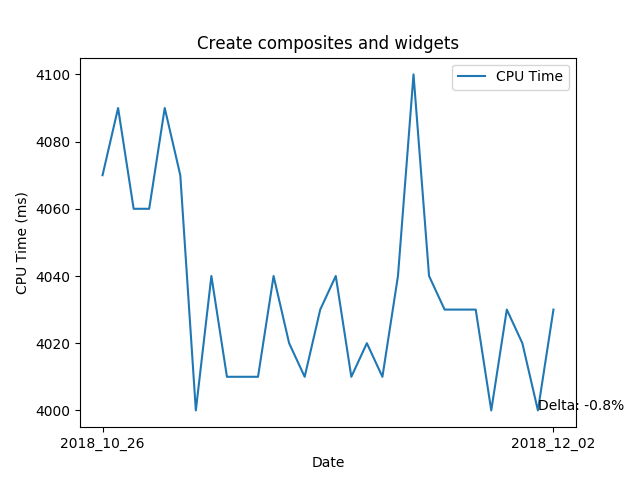 Create composites and widgets
CPU Time
4100
4080
4060
4040
4020
4000
CPU Time (ms)
Delta: -0.8%
2018_10_26
2018_12_02
Date